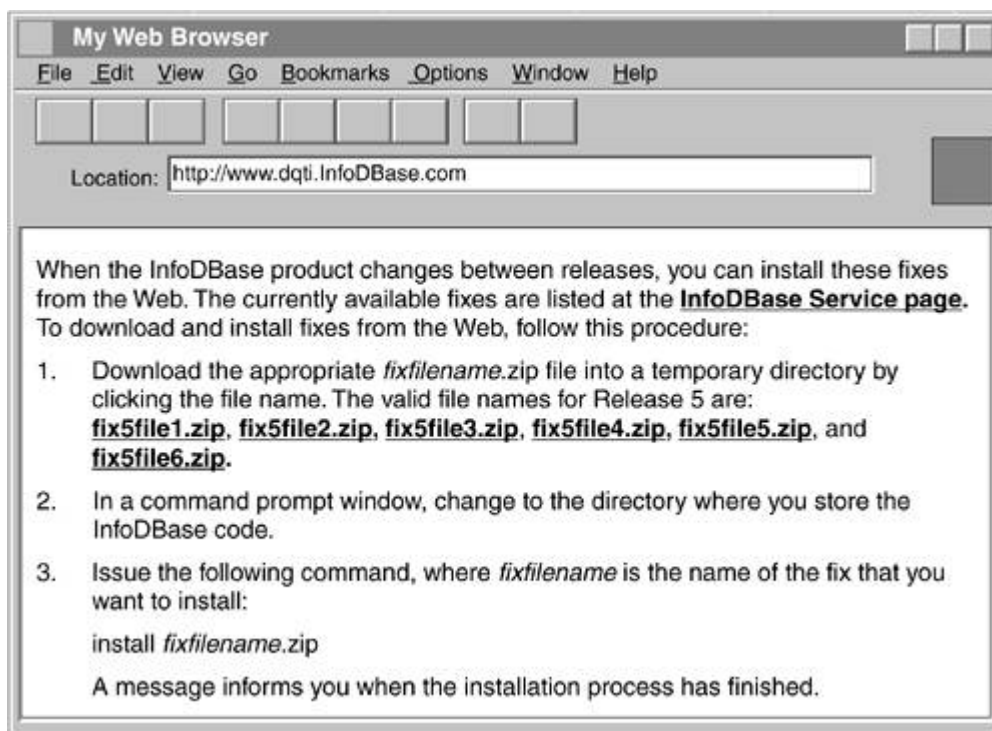 My Web Browser
File Edit View Go Bookmarks Options Window Help
Location: http://www.dqti.InfoDBase.com
When the InfoDBase product changes between releases, you can install these fixes
from the Web. The currently available fixes are listed at the InfoDBase Service page.
To download and install fixes from the Web, follow this procedure:
1. Download the appropriate fixfilename.zip file into a temporary directory by
clicking the file name. The valid file names for Release 5 are:
fix5file1.zip, fix5file2.zip, fix5file3.zip, fix5file4.zip, fix5file5.zip, and
fix5file6.zip.
2. In a command prompt window, change to the directory where you store the
InfoDBase code.
3. Issue the following command, where fixfilename is the name of the fix that you
want to install:
install fixfilename.zip
A message informs you when the installation process has finished.